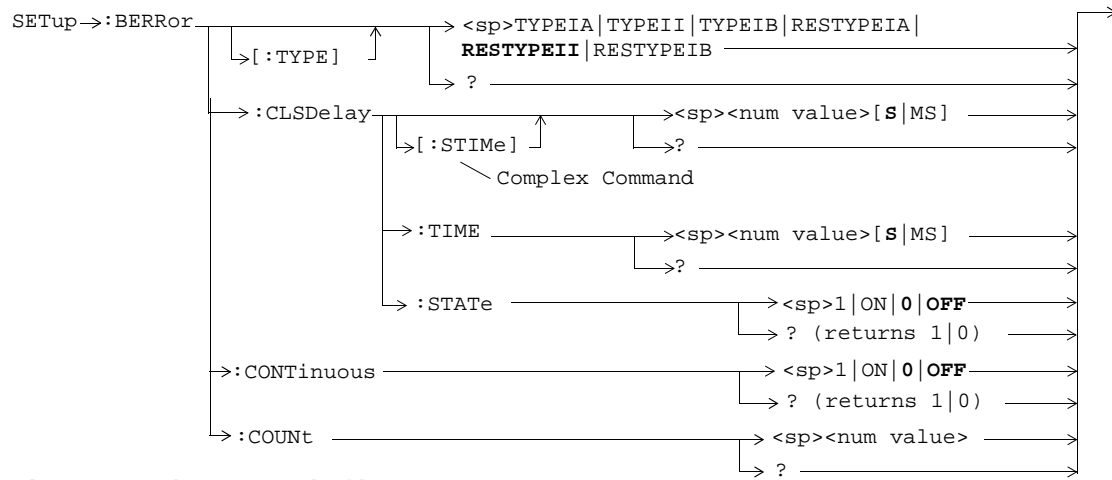 SETup :BERRor <sp>TYPEIA|TYPEII|TYPEIB|RESTYPEIA|
[:TYPE] RESTYPEII|RESTYPEIB
?
:CLSDelay <sp><num value>[S|MS]
[:STIMe] ?
Complex Command
:TIME <sp><num value>[S|MS]
?
:STATe <sp>1|ON|0|OFF
? (returns 1|0)
:CONTinuous <sp>1|ON|0|OFF
? (returns 1|0)
:COUNt <sp><num value>
?